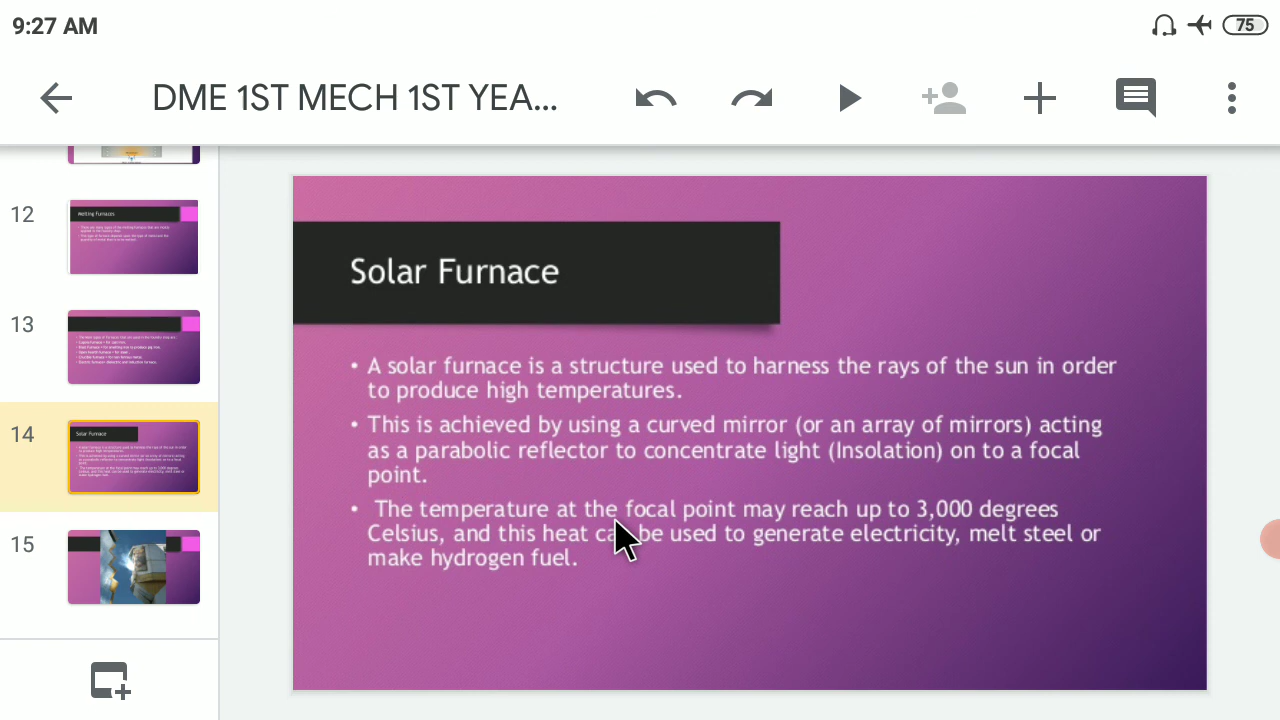 9:27 AM
75
DME 1ST MECH 1ST YEA...
12
Melting Furnaces
13
14
Solar Furnace
15
Solar Furnace
• A solar furnace is a structure used to harness the rays of the sun in order
to produce high temperatures.
• This is achieved by using a curved mirror (or an array of mirrors) acting
as a parabolic reflector to concentrate light (Insolation) on to a focal
point.
• The temperature at the focal point may reach up to 3,000 degrees
Celsius, and this heat can be used to generate electricity, melt steel or
make hydrogen fuel.